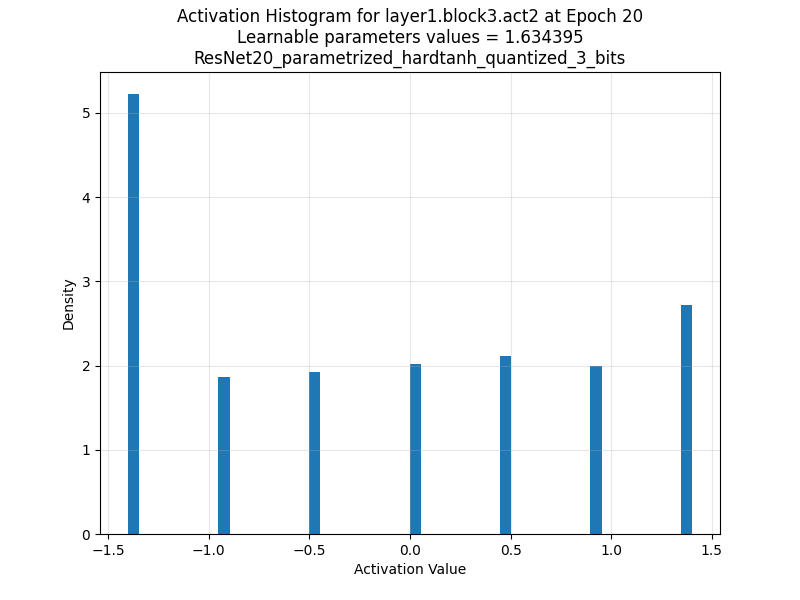 Activation Histogram for layer1.block3.act2 at Epoch 20
Learnable parameters values = 1.634395
ResNet20_parametrized_hardtanh_quantized_3_bits
Density
5
4
3
2
1
0
−1.5 −1.0 −0.5 0.0 0.5 1.0 1.5
Activation Value